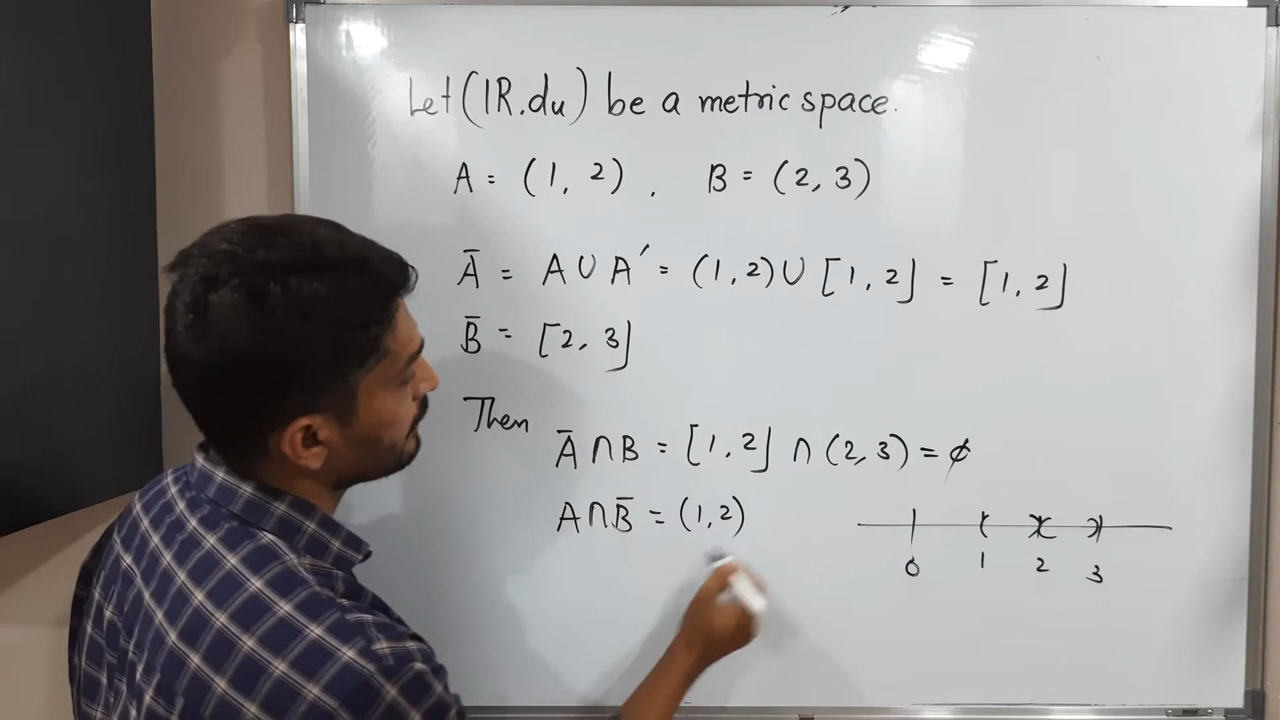 Let (IR.du) be a metric space.
A = (1, 2) . B = (2, 3)
Ā = A ∪ A′ = (1, 2) ∪ [1, 2] = [1, 2]
B̄ = [2, 3]
Then
Ā ∩ B = [1, 2] ∩ (2, 3) = ϕ
A ∩ B̄ = (1, 2)
0 1 2 3